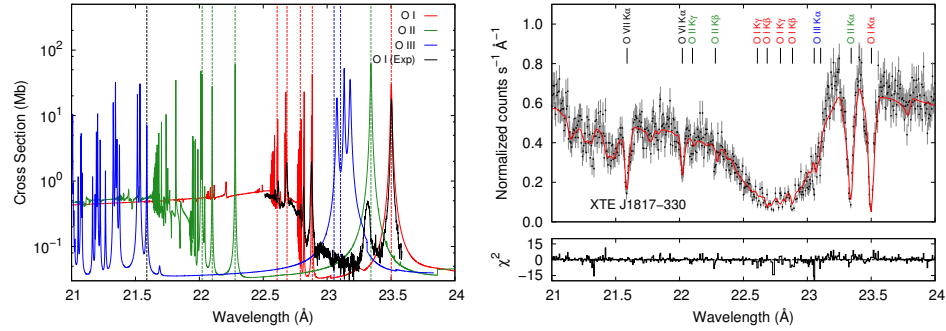 10²
10¹
10⁰
10⁻¹
Cross Section (Mb)
O I
O II
O III
O I (Exp)
21 21.5 22 22.5 23 23.5 24
Wavelength (Å)
O VII Kα
O VI Kα
O II Kγ
O II Kβ
O I Kγ
O I Kβ
O I Kγ
O I Kβ
O III Kα
O II Kα
O I Kα
1.0
0.8
0.6
0.4
0.2
0.0
Normalized counts s⁻¹ Å⁻¹
XTE J1817−330
15
0
−15
χ²
21 21.5 22 22.5 23 23.5 24
Wavelength (Å)